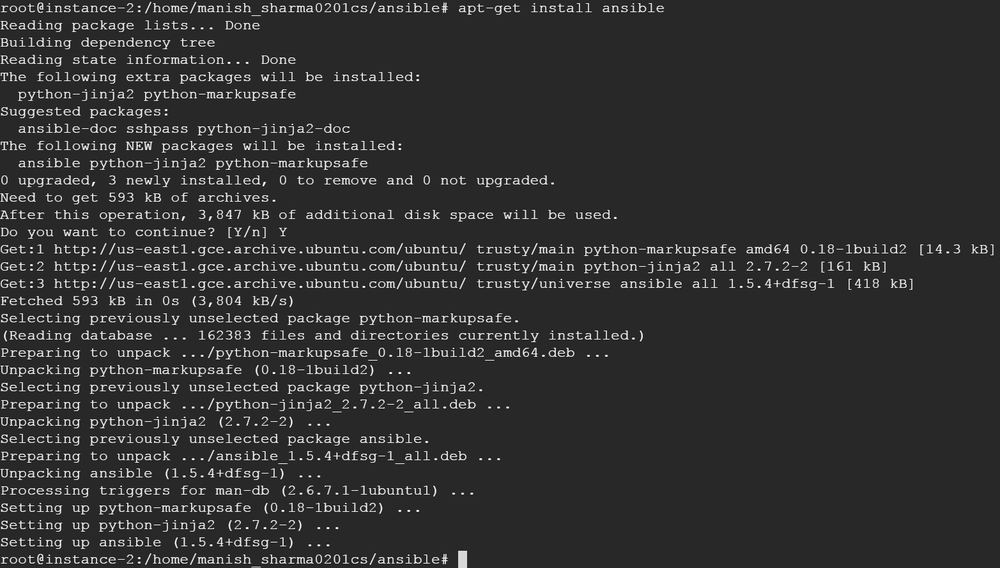 root@instance-2:/home/manish_sharma0201cs/ansible# apt-get install ansible
Reading package lists... Done
Building dependency tree
Reading state information... Done
The following extra packages will be installed:
  python-jinja2 python-markupsafe
Suggested packages:
  ansible-doc sshpass python-jinja2-doc
The following NEW packages will be installed:
  ansible python-jinja2 python-markupsafe
0 upgraded, 3 newly installed, 0 to remove and 0 not upgraded.
Need to get 593 kB of archives.
After this operation, 3,847 kB of additional disk space will be used.
Do you want to continue? [Y/n] Y
Get:1 http://us-east1.gce.archive.ubuntu.com/ubuntu/ trusty/main python-markupsafe amd64 0.18-1build2 [14.3 kB]
Get:2 http://us-east1.gce.archive.ubuntu.com/ubuntu/ trusty/main python-jinja2 all 2.7.2-2 [161 kB]
Get:3 http://us-east1.gce.archive.ubuntu.com/ubuntu/ trusty/universe ansible all 1.5.4+dfsg-1 [418 kB]
Fetched 593 kB in 0s (3,804 kB/s)
Selecting previously unselected package python-markupsafe.
(Reading database ... 162383 files and directories currently installed.)
Preparing to unpack .../python-markupsafe_0.18-1build2_amd64.deb ...
Unpacking python-markupsafe (0.18-1build2) ...
Selecting previously unselected package python-jinja2.
Preparing to unpack .../python-jinja2_2.7.2-2_all.deb ...
Unpacking python-jinja2 (2.7.2-2) ...
Selecting previously unselected package ansible.
Preparing to unpack .../ansible_1.5.4+dfsg-1_all.deb ...
Unpacking ansible (1.5.4+dfsg-1) ...
Processing triggers for man-db (2.6.7.1-1ubuntu1) ...
Setting up python-markupsafe (0.18-1build2) ...
Setting up python-jinja2 (2.7.2-2) ...
Setting up ansible (1.5.4+dfsg-1) ...
root@instance-2:/home/manish_sharma0201cs/ansible#